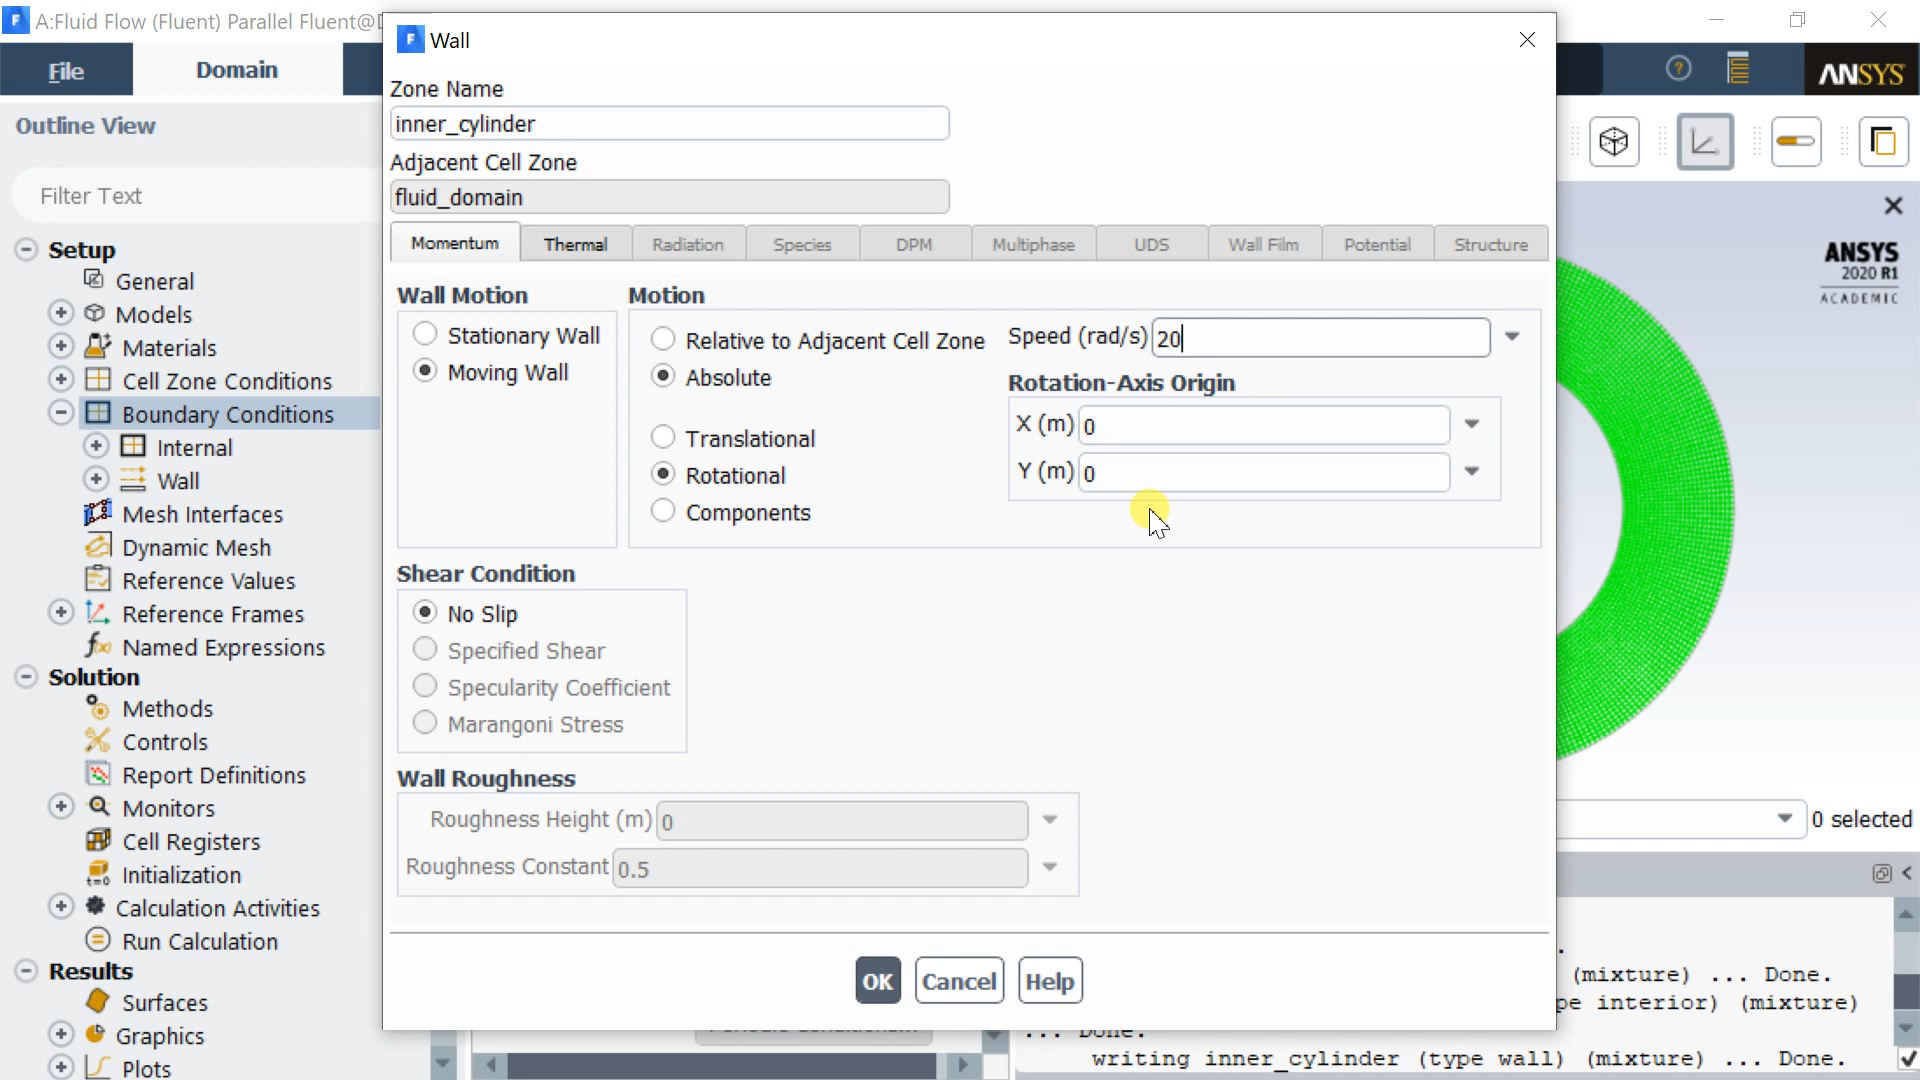 A:Fluid Flow (Fluent) Parallel Fluent@
File
Domain
ANSYS
Outline View
Filter Text
Setup
General
Models
Materials
Cell Zone Conditions
Boundary Conditions
Internal
Wall
Mesh Interfaces
Dynamic Mesh
Reference Values
Reference Frames
Named Expressions
Solution
Methods
Controls
Report Definitions
Monitors
Cell Registers
Initialization
Calculation Activities
Run Calculation
Results
Surfaces
Graphics
Plots
Wall
Zone Name
inner_cylinder
Adjacent Cell Zone
fluid_domain
Momentum Thermal Radiation Species DPM Multiphase UDS Wall Film Potential Structure
Wall Motion
Stationary Wall
Moving Wall
Motion
Relative to Adjacent Cell Zone
Absolute
Translational
Rotational
Components
Speed (rad/s) 20
Rotation-Axis Origin
X (m) 0
Y (m) 0
Shear Condition
No Slip
Specified Shear
Specularity Coefficient
Marangoni Stress
Wall Roughness
Roughness Height (m) 0
Roughness Constant 0.5
OK Cancel Help
ANSYS
2020 R1
ACADEMIC
0 selected
.
(mixture) ... Done.
interior) (mixture)
... Done.
writing inner_cylinder (type wall) (mixture) ... Done.